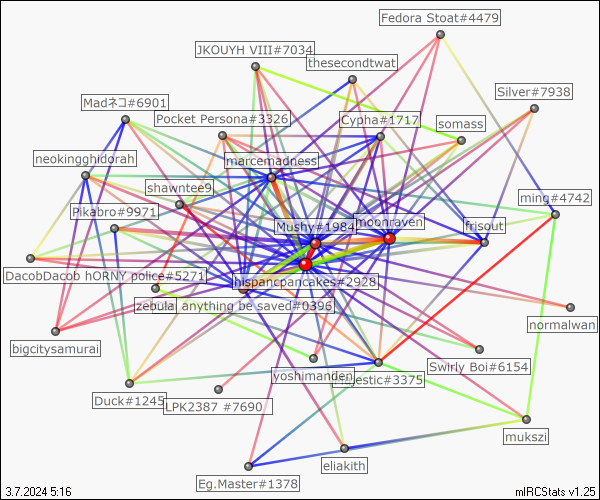 Fedora Stoat#4479
JKOUYH VIII#7034
thesecondtwat
Silver#7938
Madネコ#6901
Pocket Persona#3326
Cypha#1717
somass
neokingghidorah
marcemadness
shawntee9
ming#4742
Pikabro#9971
Mushy#1984
moonraven
frisout
DacobDacob hORNY police#5271
hispancpancakes#2928
zebula
anything be saved#0396
normalwan
bigcitysamurai
yoshimanden
majestic#3375
Swirly Boi#6154
Duck#1245
LPK2387 #7690
mukszi
eliakith
Eg.Master#1378
3.7.2024 5:16
mIRCStats v1.25